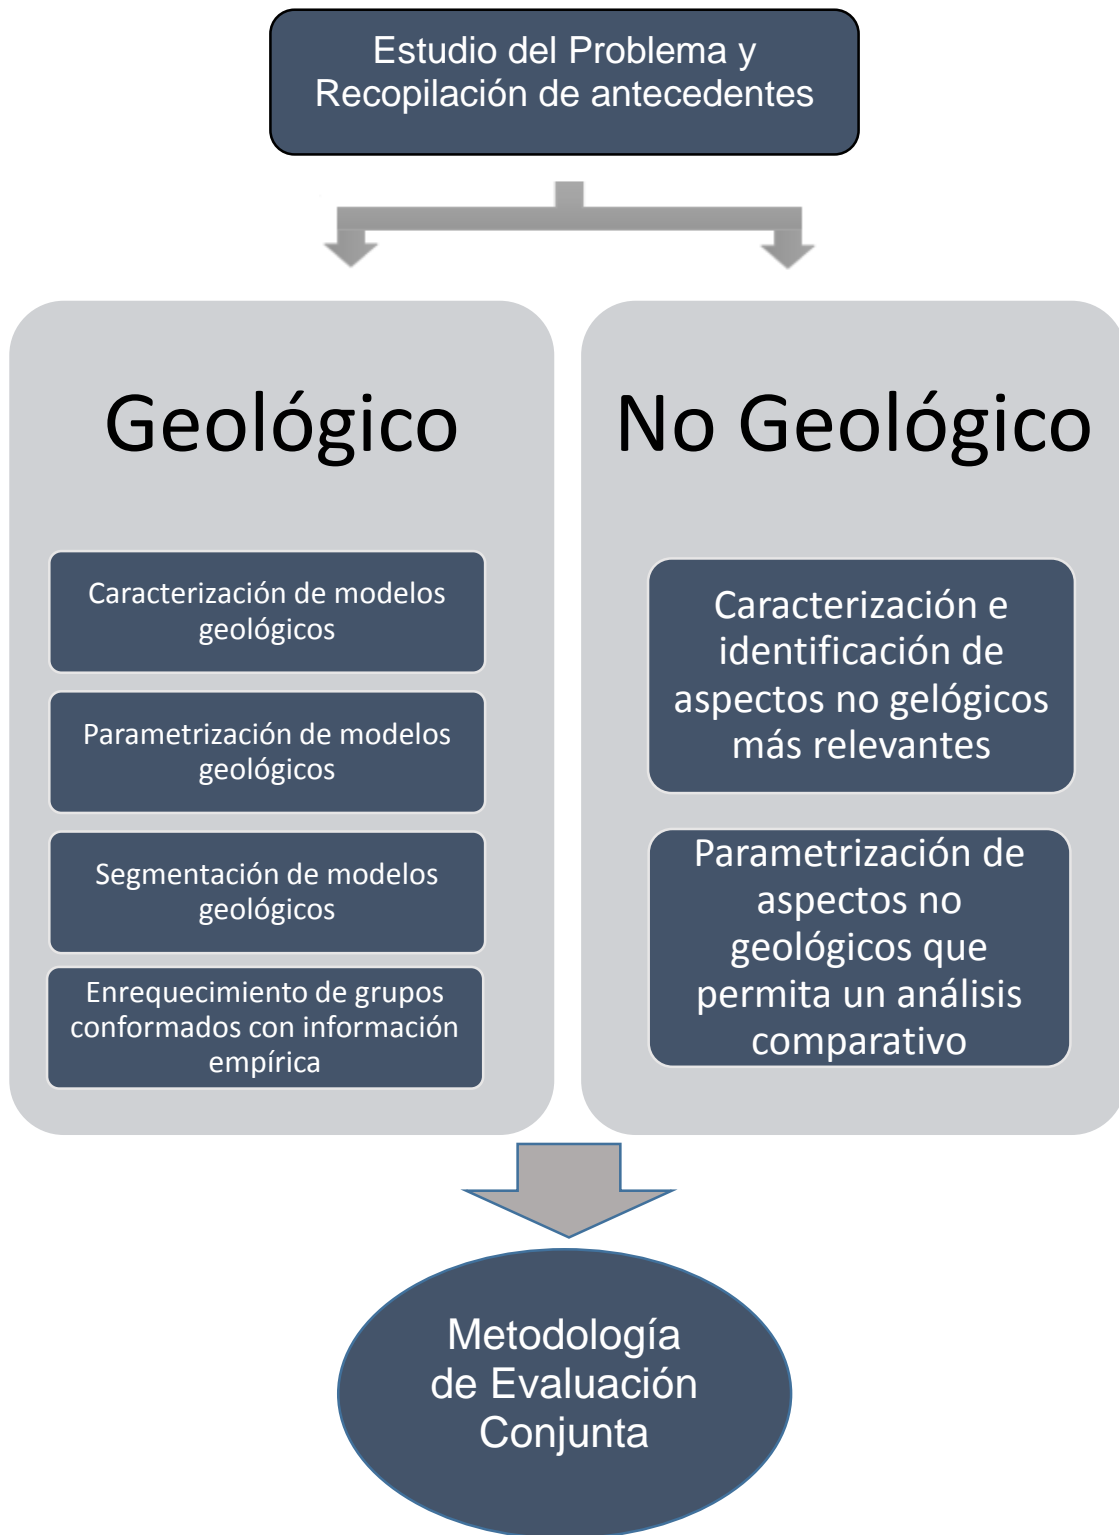 Estudio del Problema y
Recopilación de antecedentes
Geológico
Caracterización de modelos
geológicos
Parametrización de modelos
geológicos
Segmentación de modelos
geológicos
Enrequecimiento de grupos
conformados con información
empírica
No Geológico
Caracterización e
identificación de
aspectos no gelógicos
más relevantes
Parametrización de
aspectos no
geológicos que
permita un análisis
comparativo
Metodología
de Evaluación
Conjunta